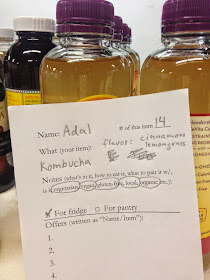 Name: Adal # of this item 14
What (your item): flavor: cinnamom
Kombucha lemongrass
Notes (what's in it, how to eat it, what to pair it w/,
is it vegetarian, vegan, gluten-free, local, organic etc.):
For fridge For pantry
Offers (written as "Name/Item"):
1.
2.
3.
4.